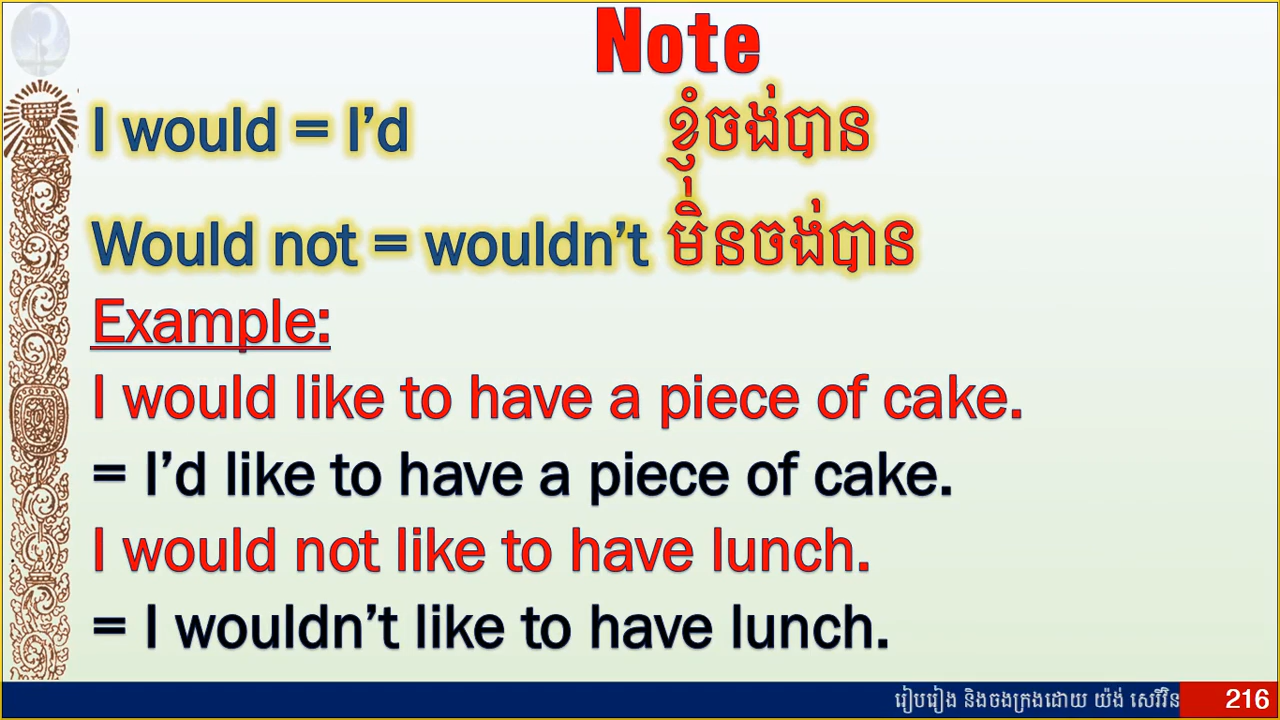 Note
I would = I’d ខ្ញុំចង់បាន
Would not = wouldn’t មិនចង់បាន
Example:
I would like to have a piece of cake.
= I’d like to have a piece of cake.
I would not like to have lunch.
= I wouldn’t like to have lunch.
រៀបរៀង និងចងក្រងដោយ យ៉ង់ សេរីវិន 216